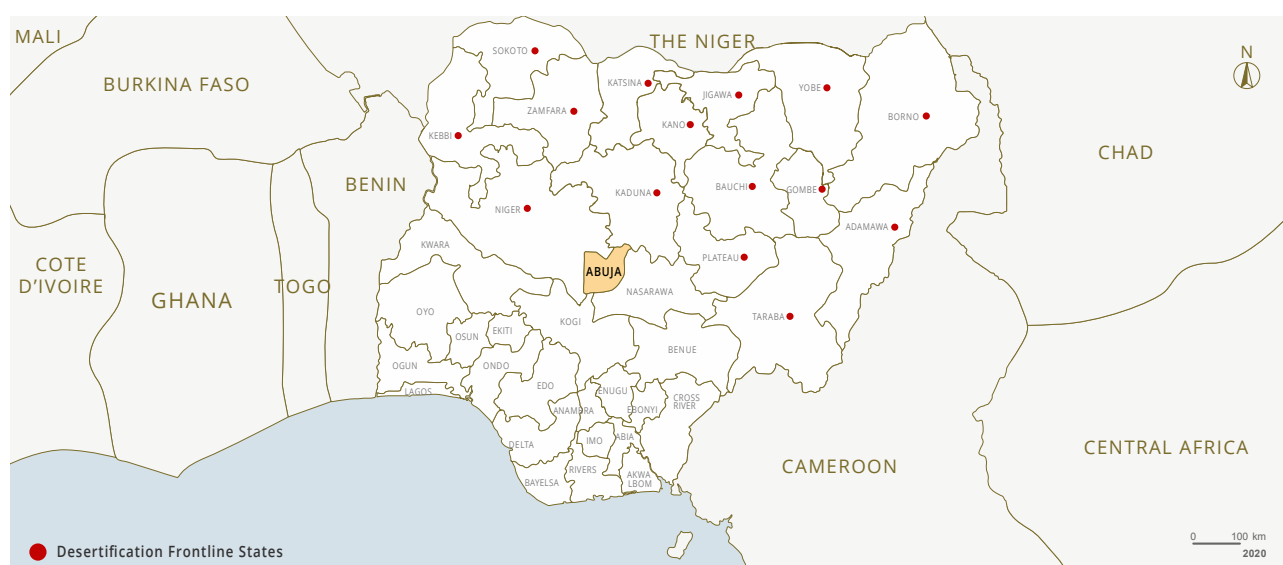 MALI
THE NIGER
N
SOKOTO
BURKINA FASO
KATSINA
YOBE
JIGAWA
ZAMFARA
BORNO
KANO
KEBBI
CHAD
BENIN
BAUCHI
GOMBE
KADUNA
NIGER
ADAMAWA
KWARA
PLATEAU
COTE
D'IVOIRE
ABUJA
GHANA
TOGO
NASARAWA
OYO
KOGI
TARABA
OSUN
EKITI
BENUE
OGUN
ONDO
EDO
LAGOS
ENUGU
CROSS
RIVER
ANAMBRA
EBONYI
DELTA
IMO
ABIA
CENTRAL AFRICA
CAMEROON
RIVERS
BAYELSA
AKWA
LBOM
Desertification Frontline States
0 100 km
2020